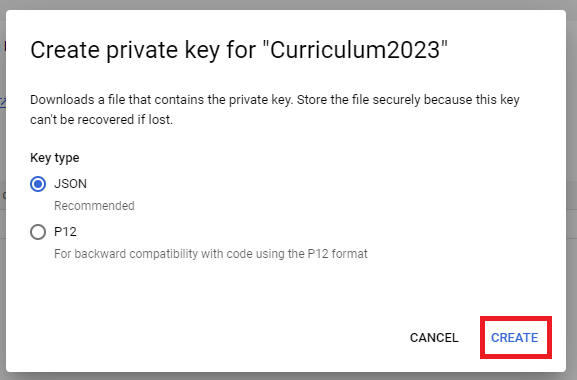 Create private key for "Curriculum2023"
Downloads a file that contains the private key. Store the file securely because this key
can't be recovered if lost.
Key type
JSON
Recommended
P12
For backward compatibility with code using the P12 format
CANCEL CREATE